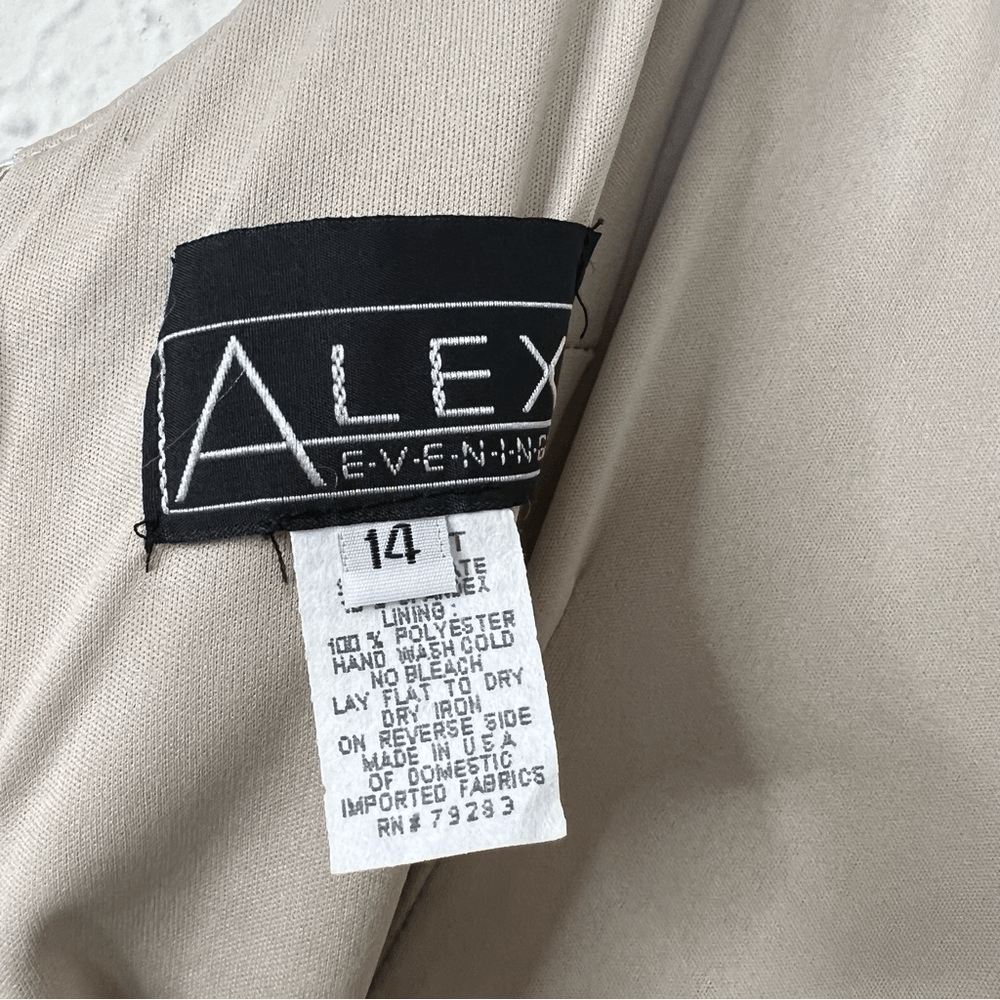 ALEX
E-V-E-N-I-N-G
14
LINING:
100 % POLYESTER
HAND WASH COLD
NO BLEACH
LAY FLAT TO DRY
DRY IRON
ON REVERSE SIDE
MADE IN USA
OF DOMESTIC
IMPORTED FABRICS
RN# 79283